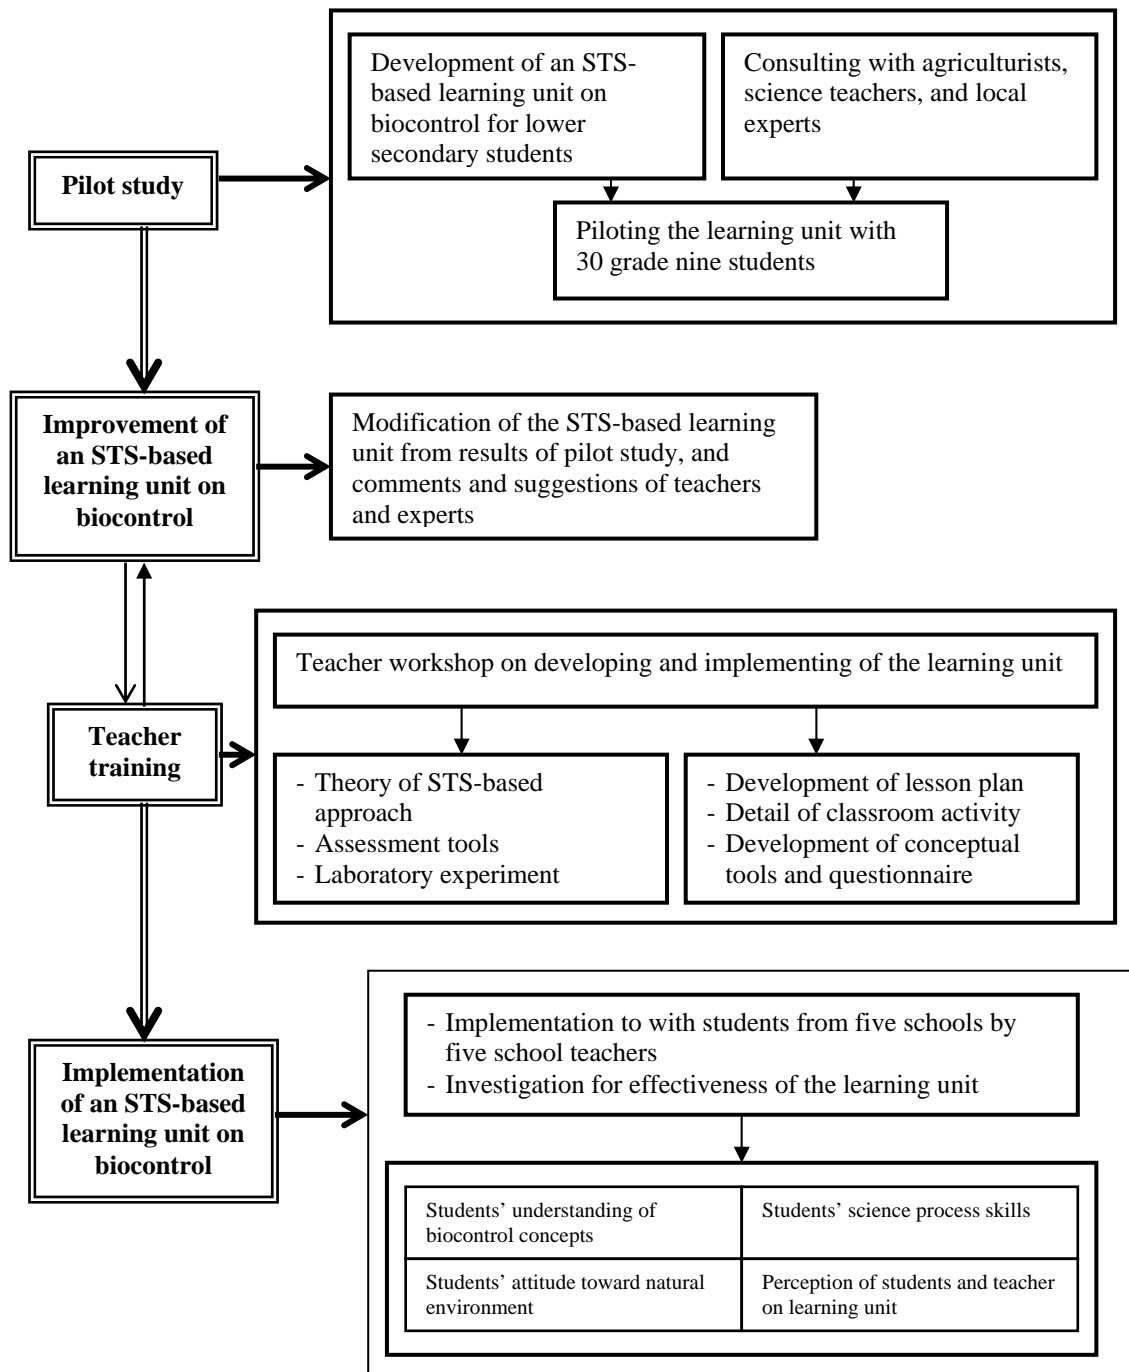 Pilot study
Development of an STS-
based learning unit on
biocontrol for lower
secondary students
Consulting with agriculturists,
science teachers, and local
experts
Piloting the learning unit with
30 grade nine students
Improvement of
an STS-based
learning unit on
biocontrol
Modification of the STS-based learning
unit from results of pilot study, and
comments and suggestions of teachers
and experts
Teacher
training
Teacher workshop on developing and implementing of the learning unit
- Theory of STS-based
approach
- Assessment tools
- Laboratory experiment
- Development of lesson plan
- Detail of classroom activity
- Development of conceptual
tools and questionnaire
Implementation
of an STS-based
learning unit on
biocontrol
- Implementation to with students from five schools by
five school teachers
- Investigation for effectiveness of the learning unit
Students’ understanding of
biocontrol concepts
Students’ science process skills
Students’ attitude toward natural
environment
Perception of students and teacher
on learning unit